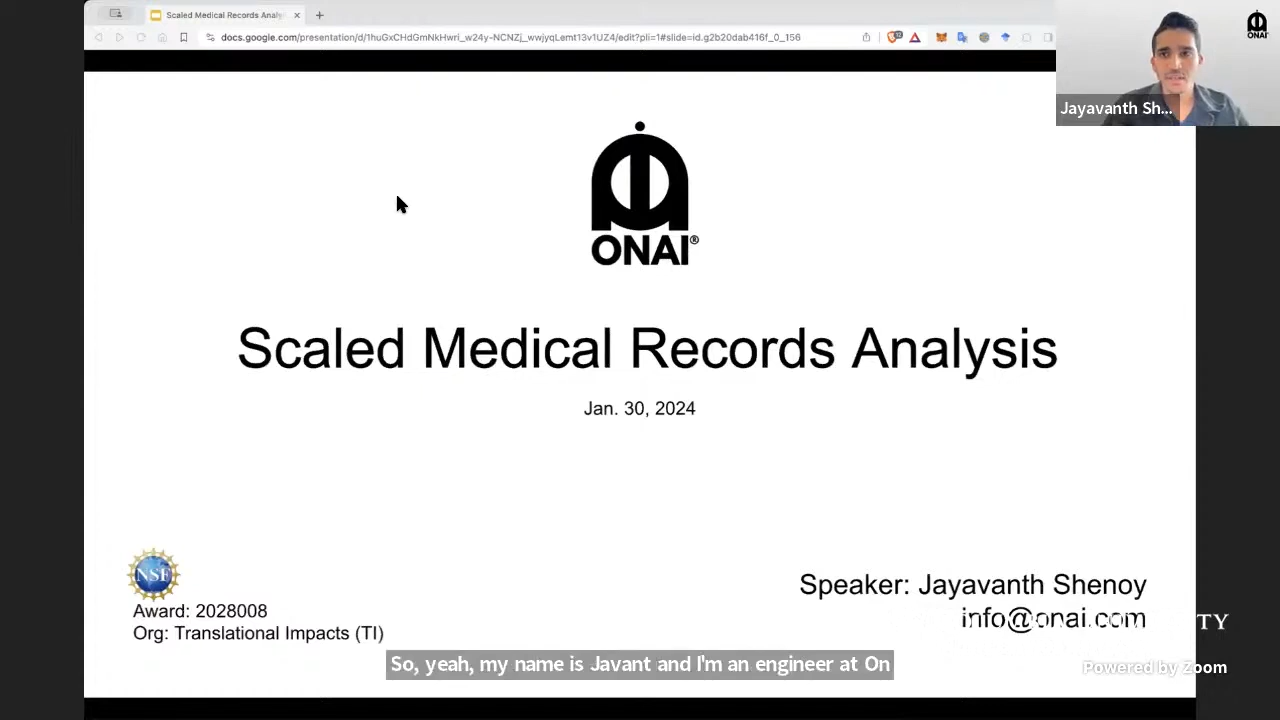 Scaled Medical Records Analy
docs.google.com/presentation/d/1huGxCHdGmNkHwri_w24y-NCNZj_wwjyqLemt13v1UZ4/edit?pli=1#slide=id.g2b20dab416f_0_156
ONAI
Jayavanth Sh...
ONAI®
Scaled Medical Records Analysis
Jan. 30, 2024
NSF
Award: 2028008
Org: Translational Impacts (TI)
Speaker: Jayavanth Shenoy
info@onai.com
So, yeah, my name is Javant and I'm an engineer at On
Powered by Zoom